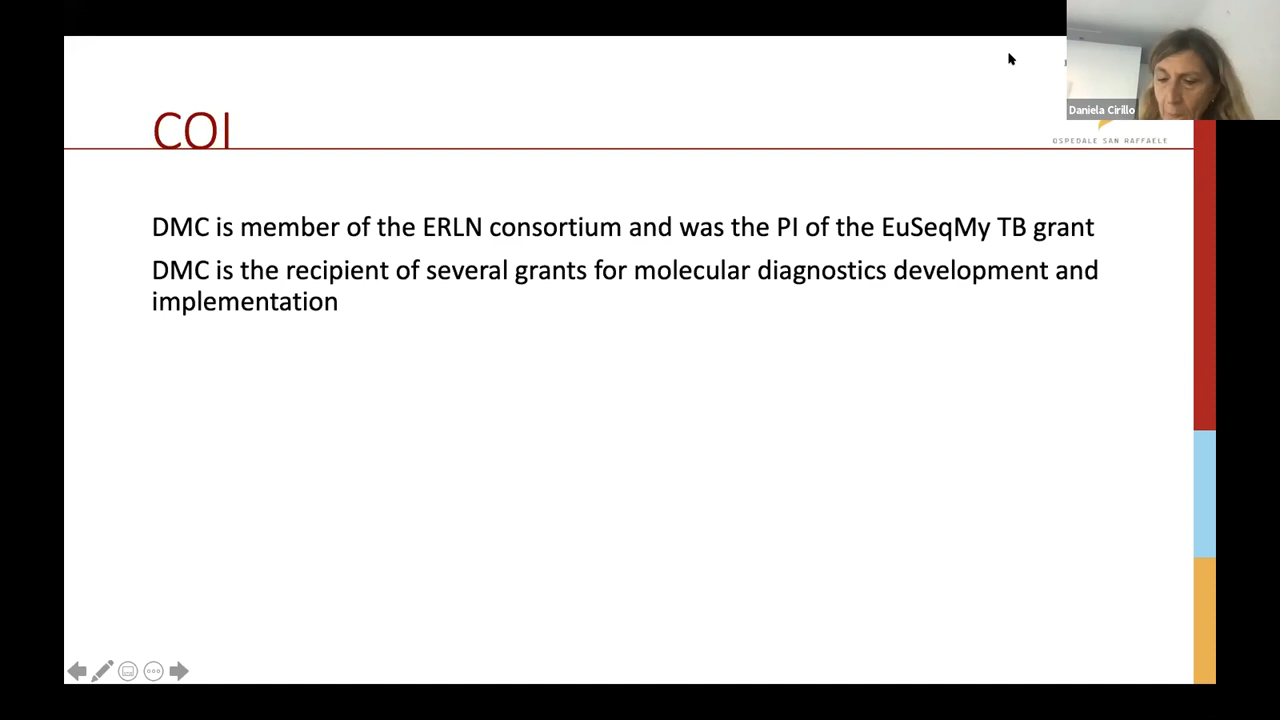 Daniela Cirillo
COI
OSPEDALE SAN RAFFAELE
DMC is member of the ERLN consortium and was the PI of the EuSeqMy TB grant
DMC is the recipient of several grants for molecular diagnostics development and
implementation